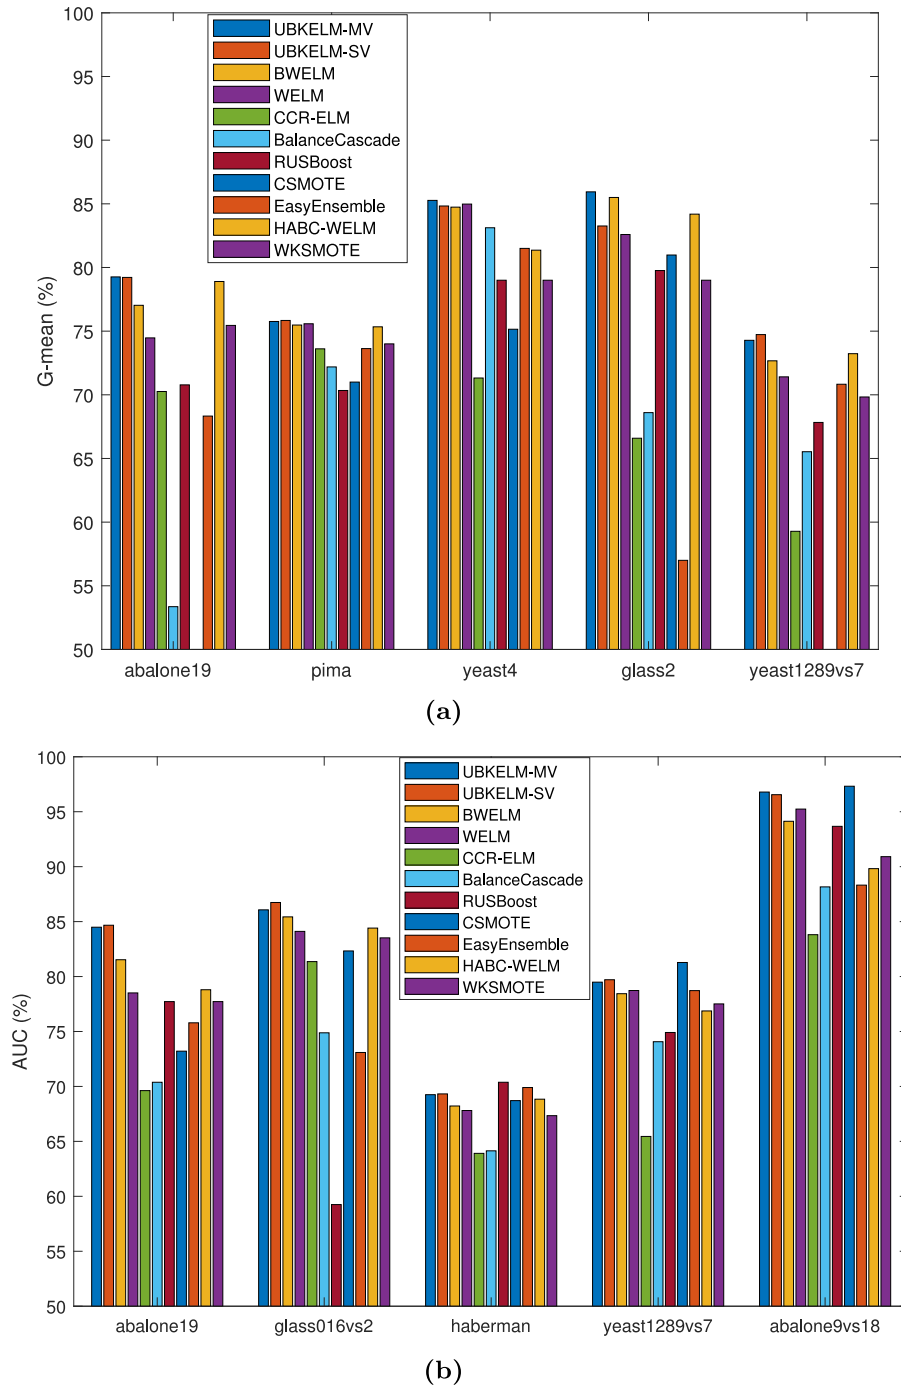 100
95
90
85
80
75
70
65
60
55
50
G-mean (%)
UBKELM-MV
UBKELM-SV
BWELM
WELM
CCR-ELM
BalanceCascade
RUSBoost
CSMOTE
EasyEnsemble
HABC-WELM
WKSMOTE
abalone19 pima yeast4 glass2 yeast1289vs7
(a)
100
95
90
85
80
75
70
65
60
55
50
AUC (%)
UBKELM-MV
UBKELM-SV
BWELM
WELM
CCR-ELM
BalanceCascade
RUSBoost
CSMOTE
EasyEnsemble
HABC-WELM
WKSMOTE
abalone19 glass016vs2 haberman yeast1289vs7 abalone9vs18
(b)